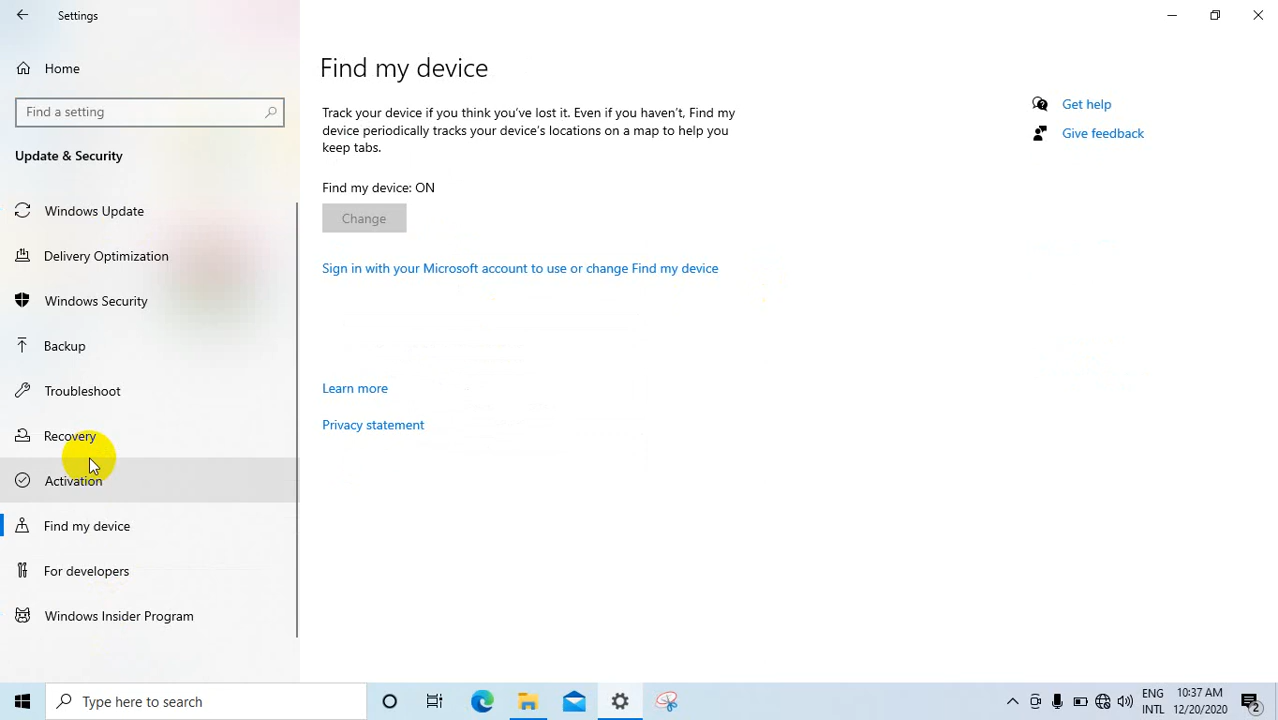 Settings
Home
Find a setting
Update & Security
Windows Update
Delivery Optimization
Windows Security
Backup
Troubleshoot
Recovery
Activation
Find my device
For developers
Windows Insider Program
Find my device
Track your device if you think you've lost it. Even if you haven't, Find my
device periodically tracks your device's locations on a map to help you
keep tabs.
Find my device: ON
Change
Sign in with your Microsoft account to use or change Find my device
Learn more
Privacy statement
Get help
Give feedback
Type here to search
ENG
INTL
10:37 AM
12/20/2020
2